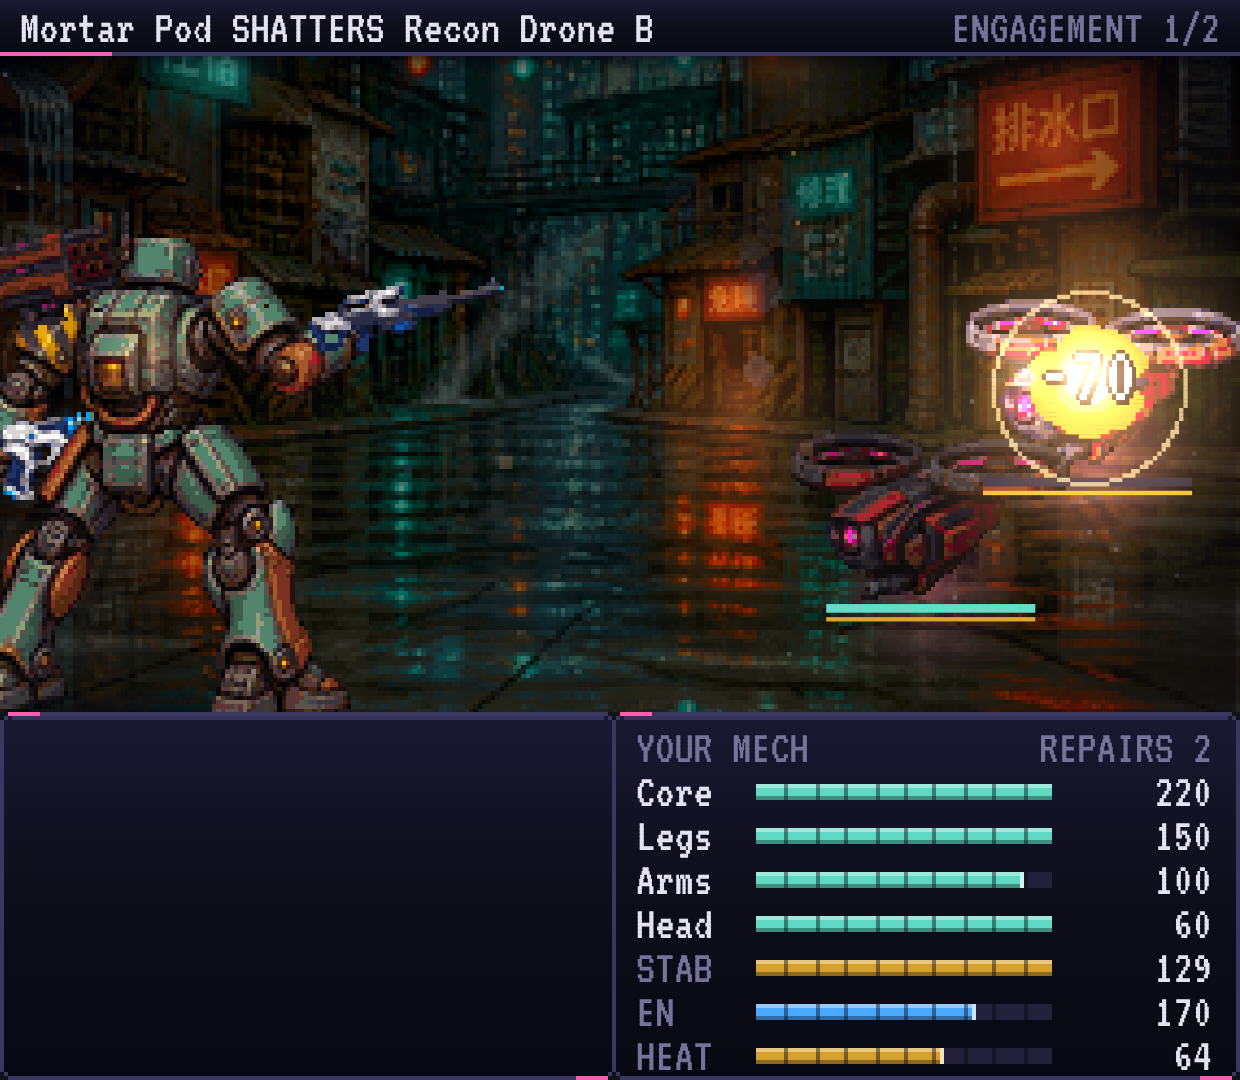 Mortar Pod SHATTERS Recon Drone B
ENGAGEMENT 1/2
排水口
-70
YOUR MECH
REPAIRS 2
Core 220
Legs 150
Arms 100
Head 60
STAB 129
EN 170
HEAT 64